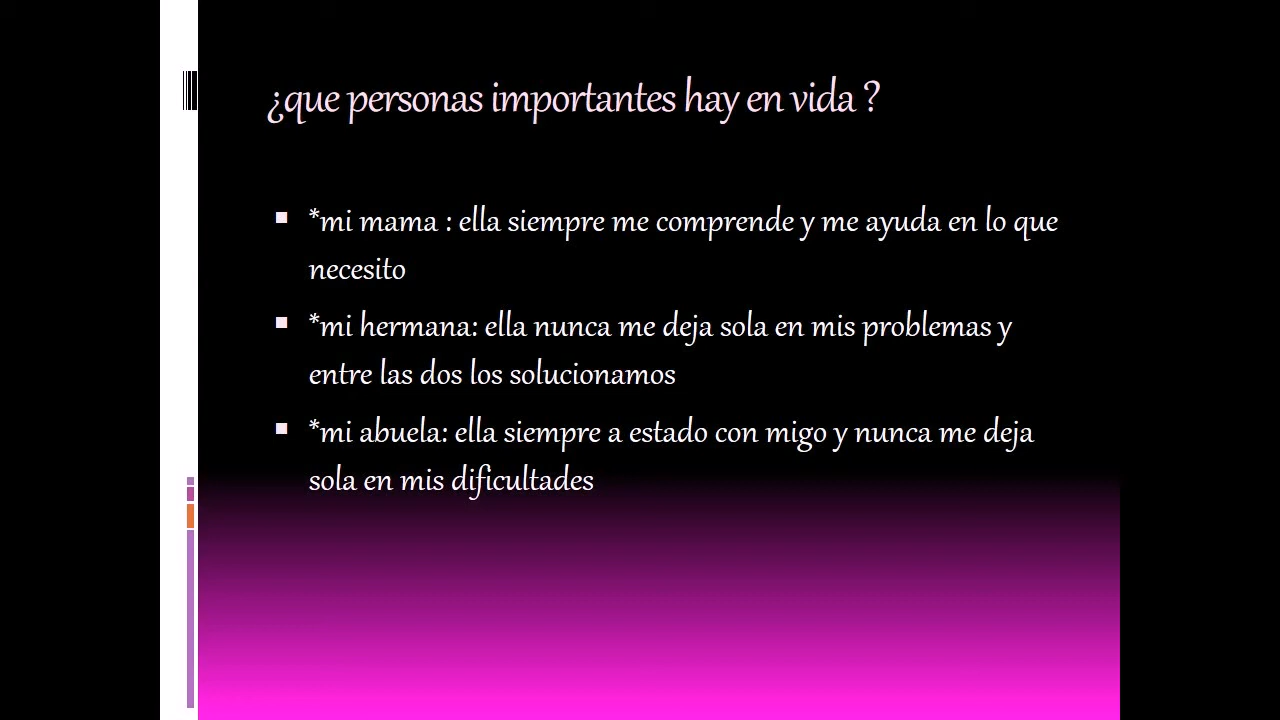 ¿que personas importantes hay en vida ?
*mi mama : ella siempre me comprende y me ayuda en lo que
necesito
*mi hermana: ella nunca me deja sola en mis problemas y
entre las dos los solucionamos
*mi abuela: ella siempre a estado con migo y nunca me deja
sola en mis dificultades